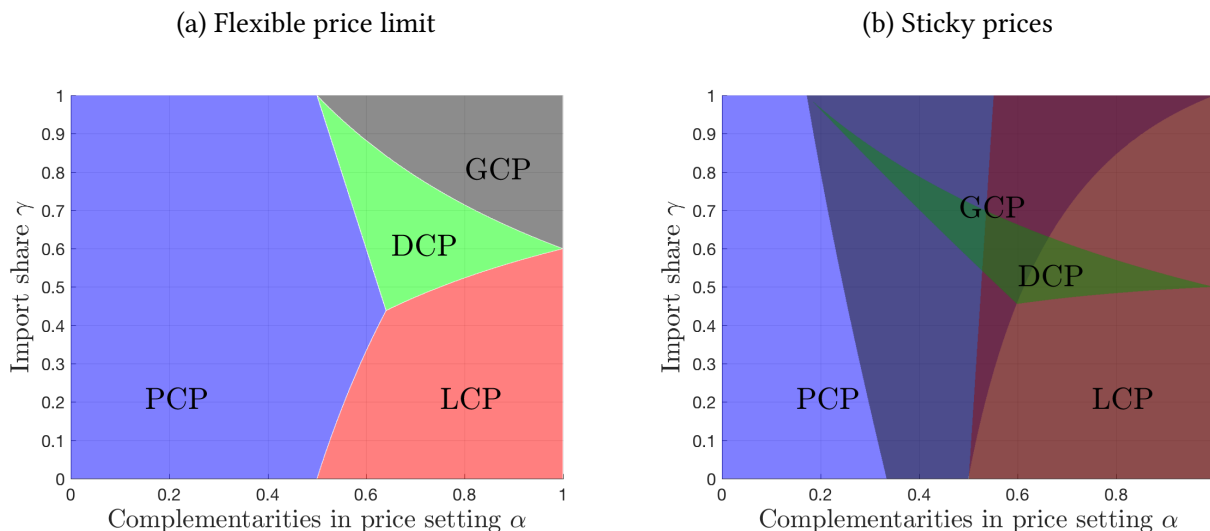 (a) Flexible price limit
1
0.9
0.8
0.7
0.6
0.5
0.4
0.3
0.2
0.1
0
0
0.2
0.4
0.6
0.8
1
Import share γ
Complementarities in price setting α
GCP
DCP
PCP
LCP
(b) Sticky prices
1
0.9
0.8
0.7
0.6
0.5
0.4
0.3
0.2
0.1
0
0
0.2
0.4
0.6
0.8
Import share γ
Complementarities in price setting α
GCP
DCP
PCP
LCP